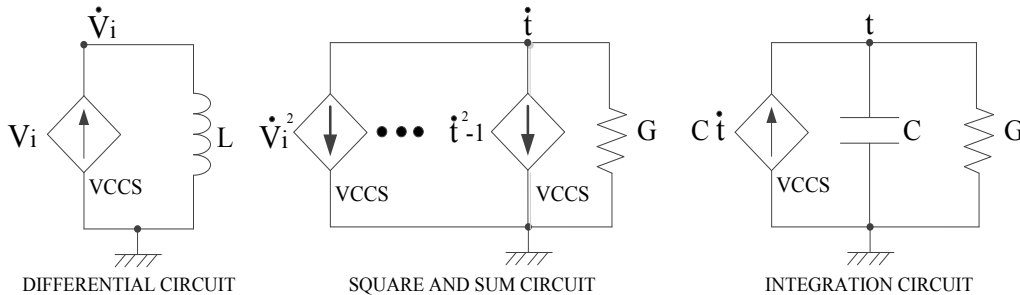 V̇i
Vi
L
VCCS
DIFFERENTIAL CIRCUIT
ṫ
V̇i²
ṫ²-1
G
VCCS
VCCS
SQUARE AND SUM CIRCUIT
t
Cṫ
C
G
VCCS
INTEGRATION CIRCUIT